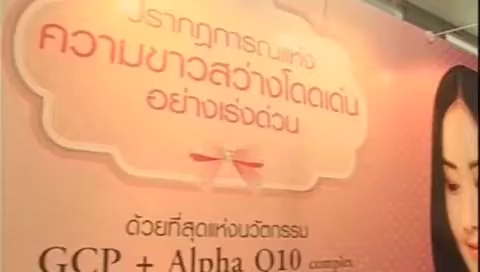 ปรากฏการณ์แห่ง
ความขาวสว่างโดดเด่น
อย่างเร่งด่วน
ด้วยที่สุดแห่งนวัตกรรม
GCP + Alpha Q10 complex